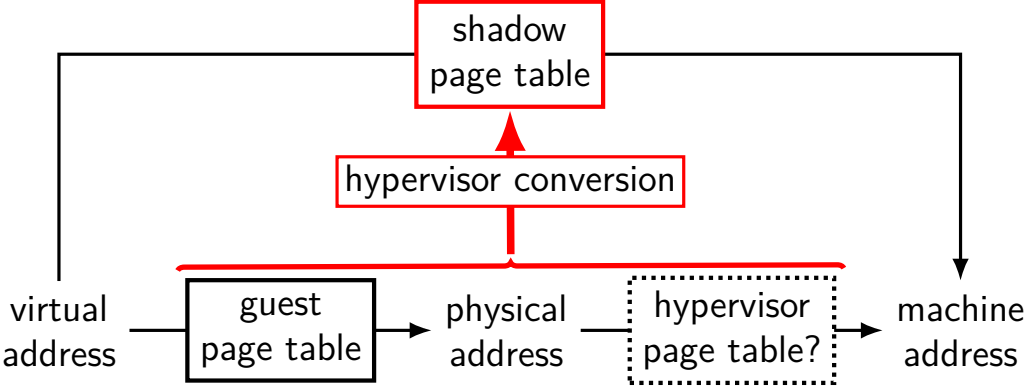 shadow
page table
hypervisor conversion
virtual
address
guest
page table
physical
address
hypervisor
page table?
machine
address